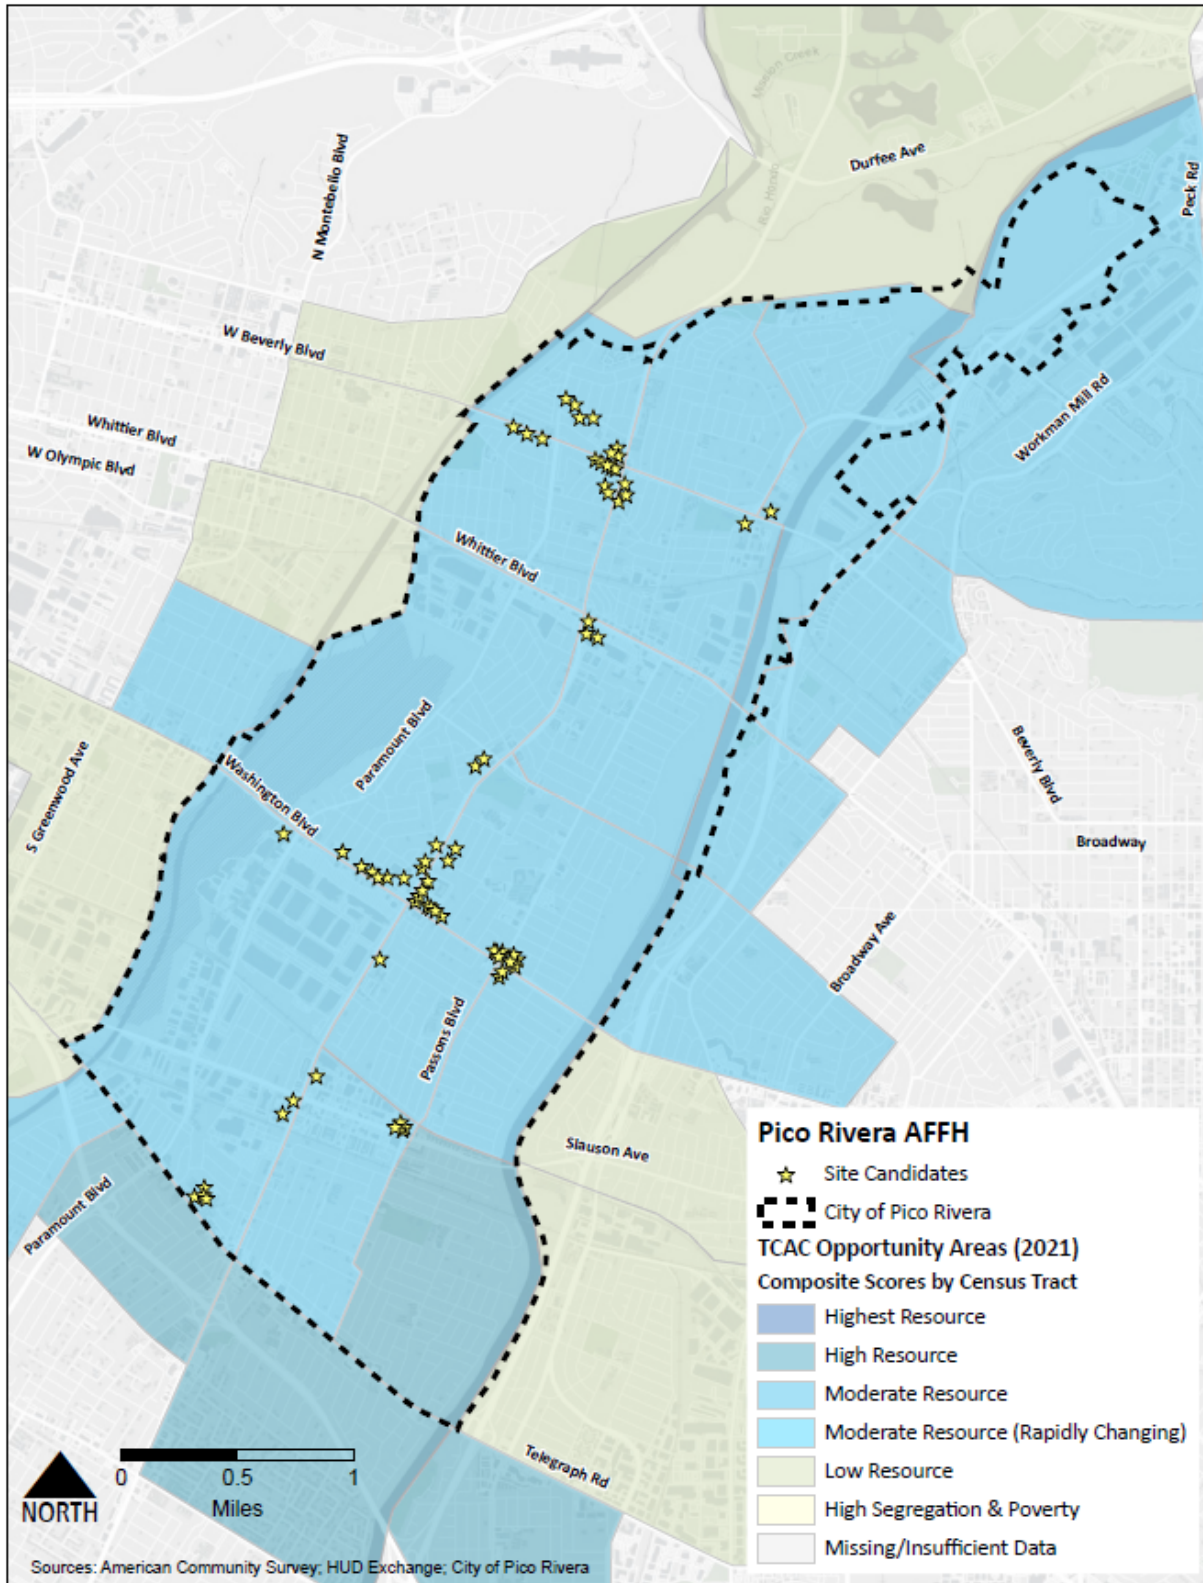 Mission Creek
Durfee Ave
Rio Hondo
Peck Rd
N Montebello Blvd
W Beverly Blvd
Whittier Blvd
W Olympic Blvd
Workman Mill Rd
Whittier Blvd
Paramount Blvd
Washington Blvd
S Greenwood Ave
Beverly Blvd
Broadway
Broadway Ave
Passons Blvd
Slauson Ave
Paramount Blvd
Telegraph Rd
Pico Rivera AFFH
Site Candidates
City of Pico Rivera
TCAC Opportunity Areas (2021)
Composite Scores by Census Tract
Highest Resource
High Resource
Moderate Resource
Moderate Resource (Rapidly Changing)
Low Resource
High Segregation & Poverty
Missing/Insufficient Data
0 0.5 1
Miles
NORTH
Sources: American Community Survey; HUD Exchange; City of Pico Rivera